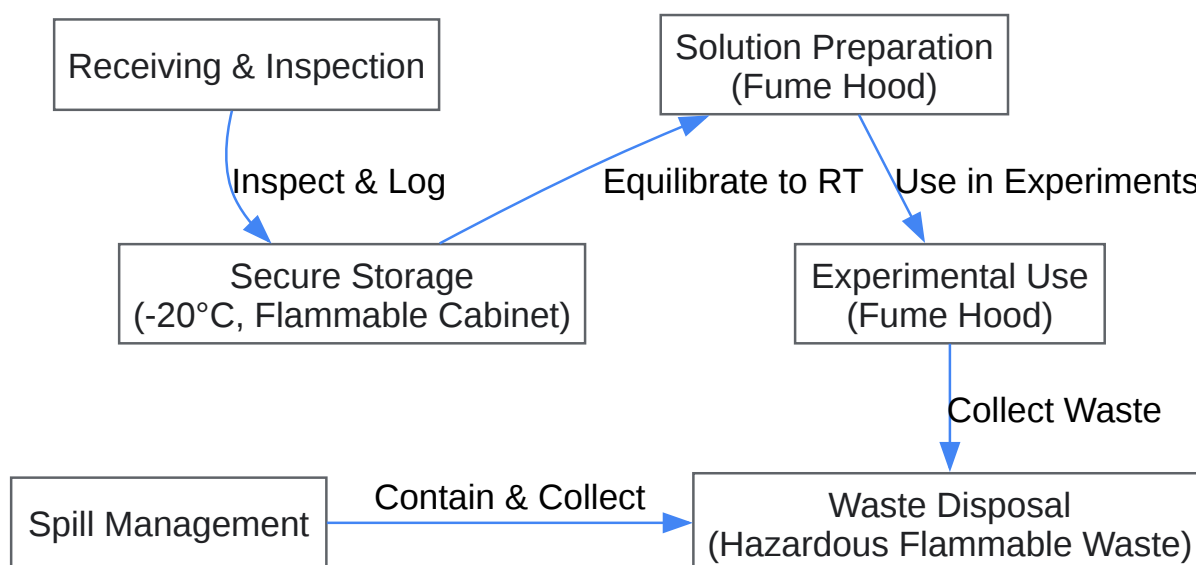 Receiving & Inspection
Solution Preparation
(Fume Hood)
Inspect & Log
Equilibrate to RT
Use in Experiments
Secure Storage
(-20°C, Flammable Cabinet)
Experimental Use
(Fume Hood)
Collect Waste
Spill Management
Contain & Collect
Waste Disposal
(Hazardous Flammable Waste)